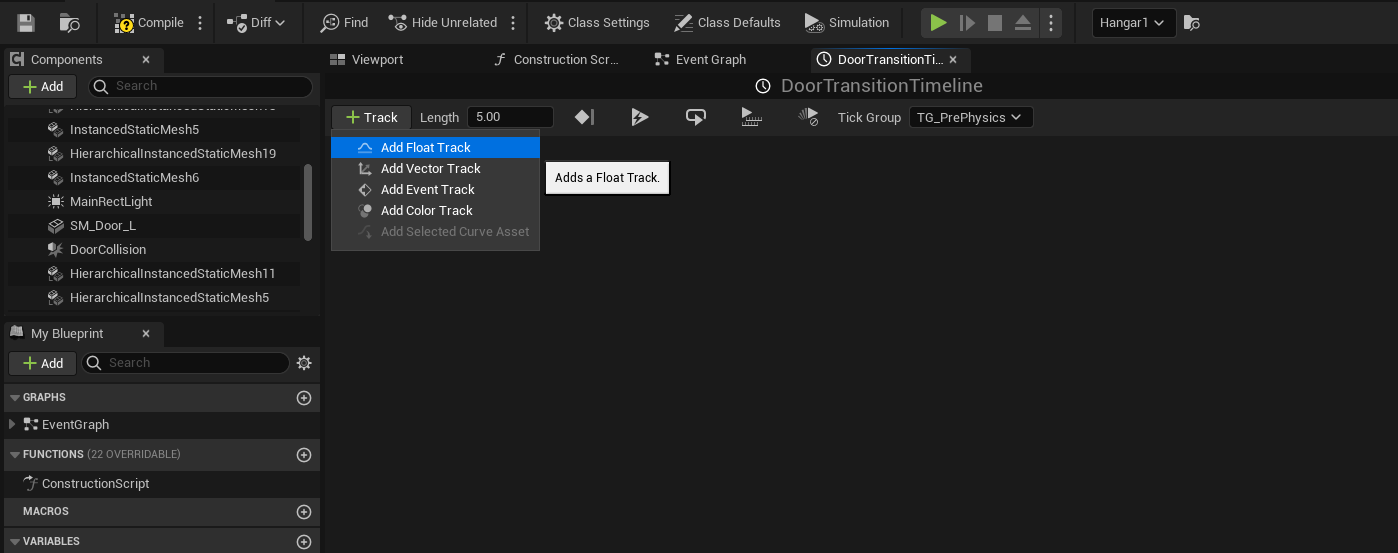 Compile
Diff
Find
Hide Unrelated
Class Settings
Class Defaults
Simulation
Hangar1
Components
Viewport
Construction Scr...
Event Graph
DoorTransitionTi...
Add
Search
DoorTransitionTimeline
Track
Length
5.00
Tick Group
TG_PrePhysics
InstancedStaticMesh5
HierarchicalInstancedStaticMesh19
InstancedStaticMesh6
MainRectLight
SM_Door_L
DoorCollision
HierarchicalInstancedStaticMesh11
HierarchicalInstancedStaticMesh5
Add Float Track
Add Vector Track
Add Event Track
Add Color Track
Add Selected Curve Asset
Adds a Float Track.
My Blueprint
Add
Search
GRAPHS
EventGraph
FUNCTIONS (22 OVERRIDABLE)
ConstructionScript
MACROS
VARIABLES